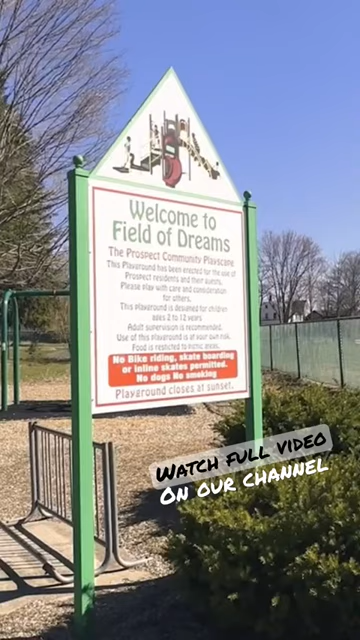 Welcome to
Field of Dreams
The Prospect Community Playscape
This Playground has been erected for the use of
Prospect residents and their guests.
Please play with care and consideration
for others.
This playground is designed for children
ages 2 to 12 years
Adult supervision is recommended.
Use of this playground is at your own risk.
Food is restricted to picnic areas.
No Bike riding, skate boarding
or inline skates permitted.
No dogs No smoking
Playground closes at sunset.
WATCH FULL VIDEO
ON OUR CHANNEL